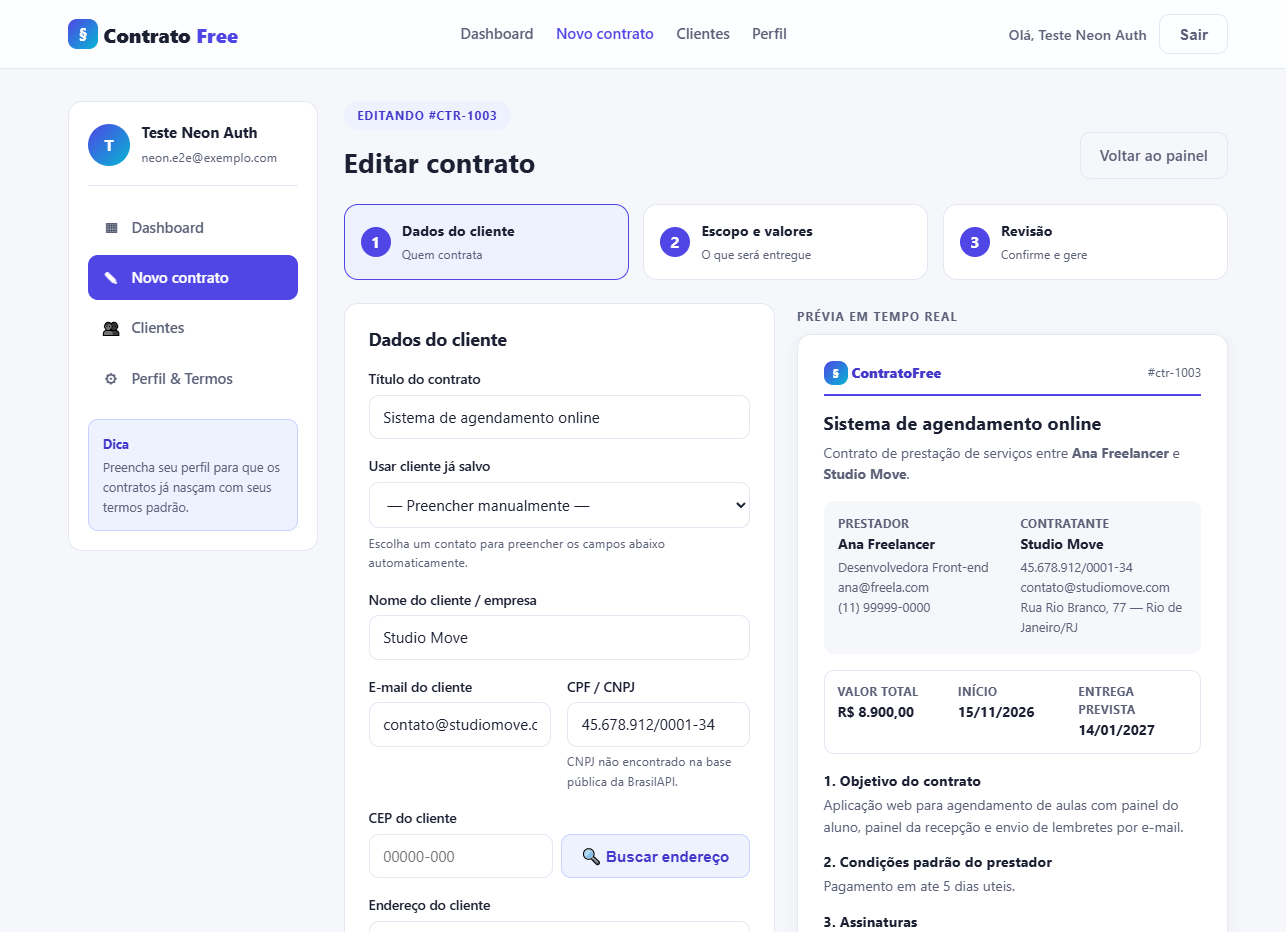 § Contrato Free
Dashboard
Novo contrato
Clientes
Perfil
Olá, Teste Neon Auth
Sair
T
Teste Neon Auth
neon.e2e@exemplo.com
Dashboard
Novo contrato
Clientes
Perfil & Termos
Dica
Preencha seu perfil para que os
contratos já nasçam com seus
termos padrão.
EDITANDO #CTR-1003
Editar contrato
Voltar ao painel
1
Dados do cliente
Quem contrata
2
Escopo e valores
O que será entregue
3
Revisão
Confirme e gere
Dados do cliente
Título do contrato
Sistema de agendamento online
Usar cliente já salvo
— Preencher manualmente —
Escolha um contato para preencher os campos abaixo
automaticamente.
Nome do cliente / empresa
Studio Move
E-mail do cliente
contato@studiomove.c
CPF / CNPJ
45.678.912/0001-34
CNPJ não encontrado na base
pública da BrasilAPI.
CEP do cliente
00000-000
Buscar endereço
Endereço do cliente
PRÉVIA EM TEMPO REAL
§ ContratoFree
#ctr-1003
Sistema de agendamento online
Contrato de prestação de serviços entre Ana Freelancer e
Studio Move.
PRESTADOR
Ana Freelancer
Desenvolvedora Front-end
ana@freela.com
(11) 99999-0000
CONTRATANTE
Studio Move
45.678.912/0001-34
contato@studiomove.com
Rua Rio Branco, 77 — Rio de
Janeiro/RJ
VALOR TOTAL
R$ 8.900,00
INÍCIO
15/11/2026
ENTREGA
PREVISTA
14/01/2027
1. Objetivo do contrato
Aplicação web para agendamento de aulas com painel do
aluno, painel da recepção e envio de lembretes por e-mail.
2. Condições padrão do prestador
Pagamento em ate 5 dias uteis.
3. Assinaturas